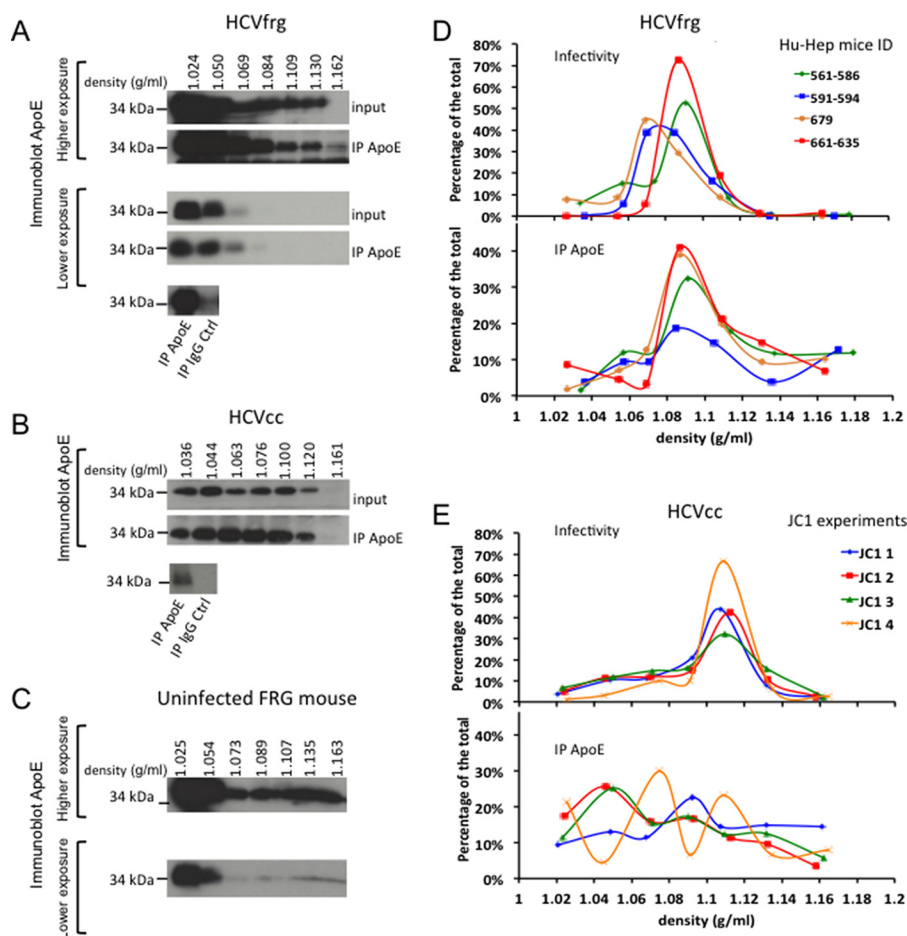 A
HCVfrg
Immunoblot ApoE
Higher exposure
density (g/ml)
1.024
1.050
1.069
1.084
1.109
1.130
1.162
34 kDa
input
34 kDa
IP ApoE
Lower exposure
34 kDa
input
34 kDa
IP ApoE
34 kDa
IP ApoE
IP IgG Ctrl
B
HCVcc
Immunoblot ApoE
density (g/ml)
1.036
1.044
1.063
1.076
1.100
1.120
1.161
34 kDa
input
34 kDa
IP ApoE
34 kDa
IP ApoE
IP IgG Ctrl
C
Uninfected FRG mouse
Immunoblot ApoE
Higher exposure
density (g/ml)
1.025
1.054
1.073
1.089
1.107
1.135
1.163
34 kDa
Lower exposure
34 kDa
D
HCVfrg
Percentage of the total
80%
70%
60%
50%
40%
30%
20%
10%
0%
Infectivity
Hu-Hep mice ID
561-586
591-594
679
661-635
Percentage of the total
40%
30%
20%
10%
0%
IP ApoE
1
1.02
1.04
1.06
1.08
1.1
1.12
1.14
1.16
1.18
1.2
density (g/ml)
E
HCVcc
Percentage of the total
80%
70%
60%
50%
40%
30%
20%
10%
0%
Infectivity
JC1 experiments
JC1 1
JC1 2
JC1 3
JC1 4
Percentage of the total
40%
30%
20%
10%
0%
IP ApoE
1
1.02
1.04
1.06
1.08
1.1
1.12
1.14
1.16
1.18
1.2
density (g/ml)